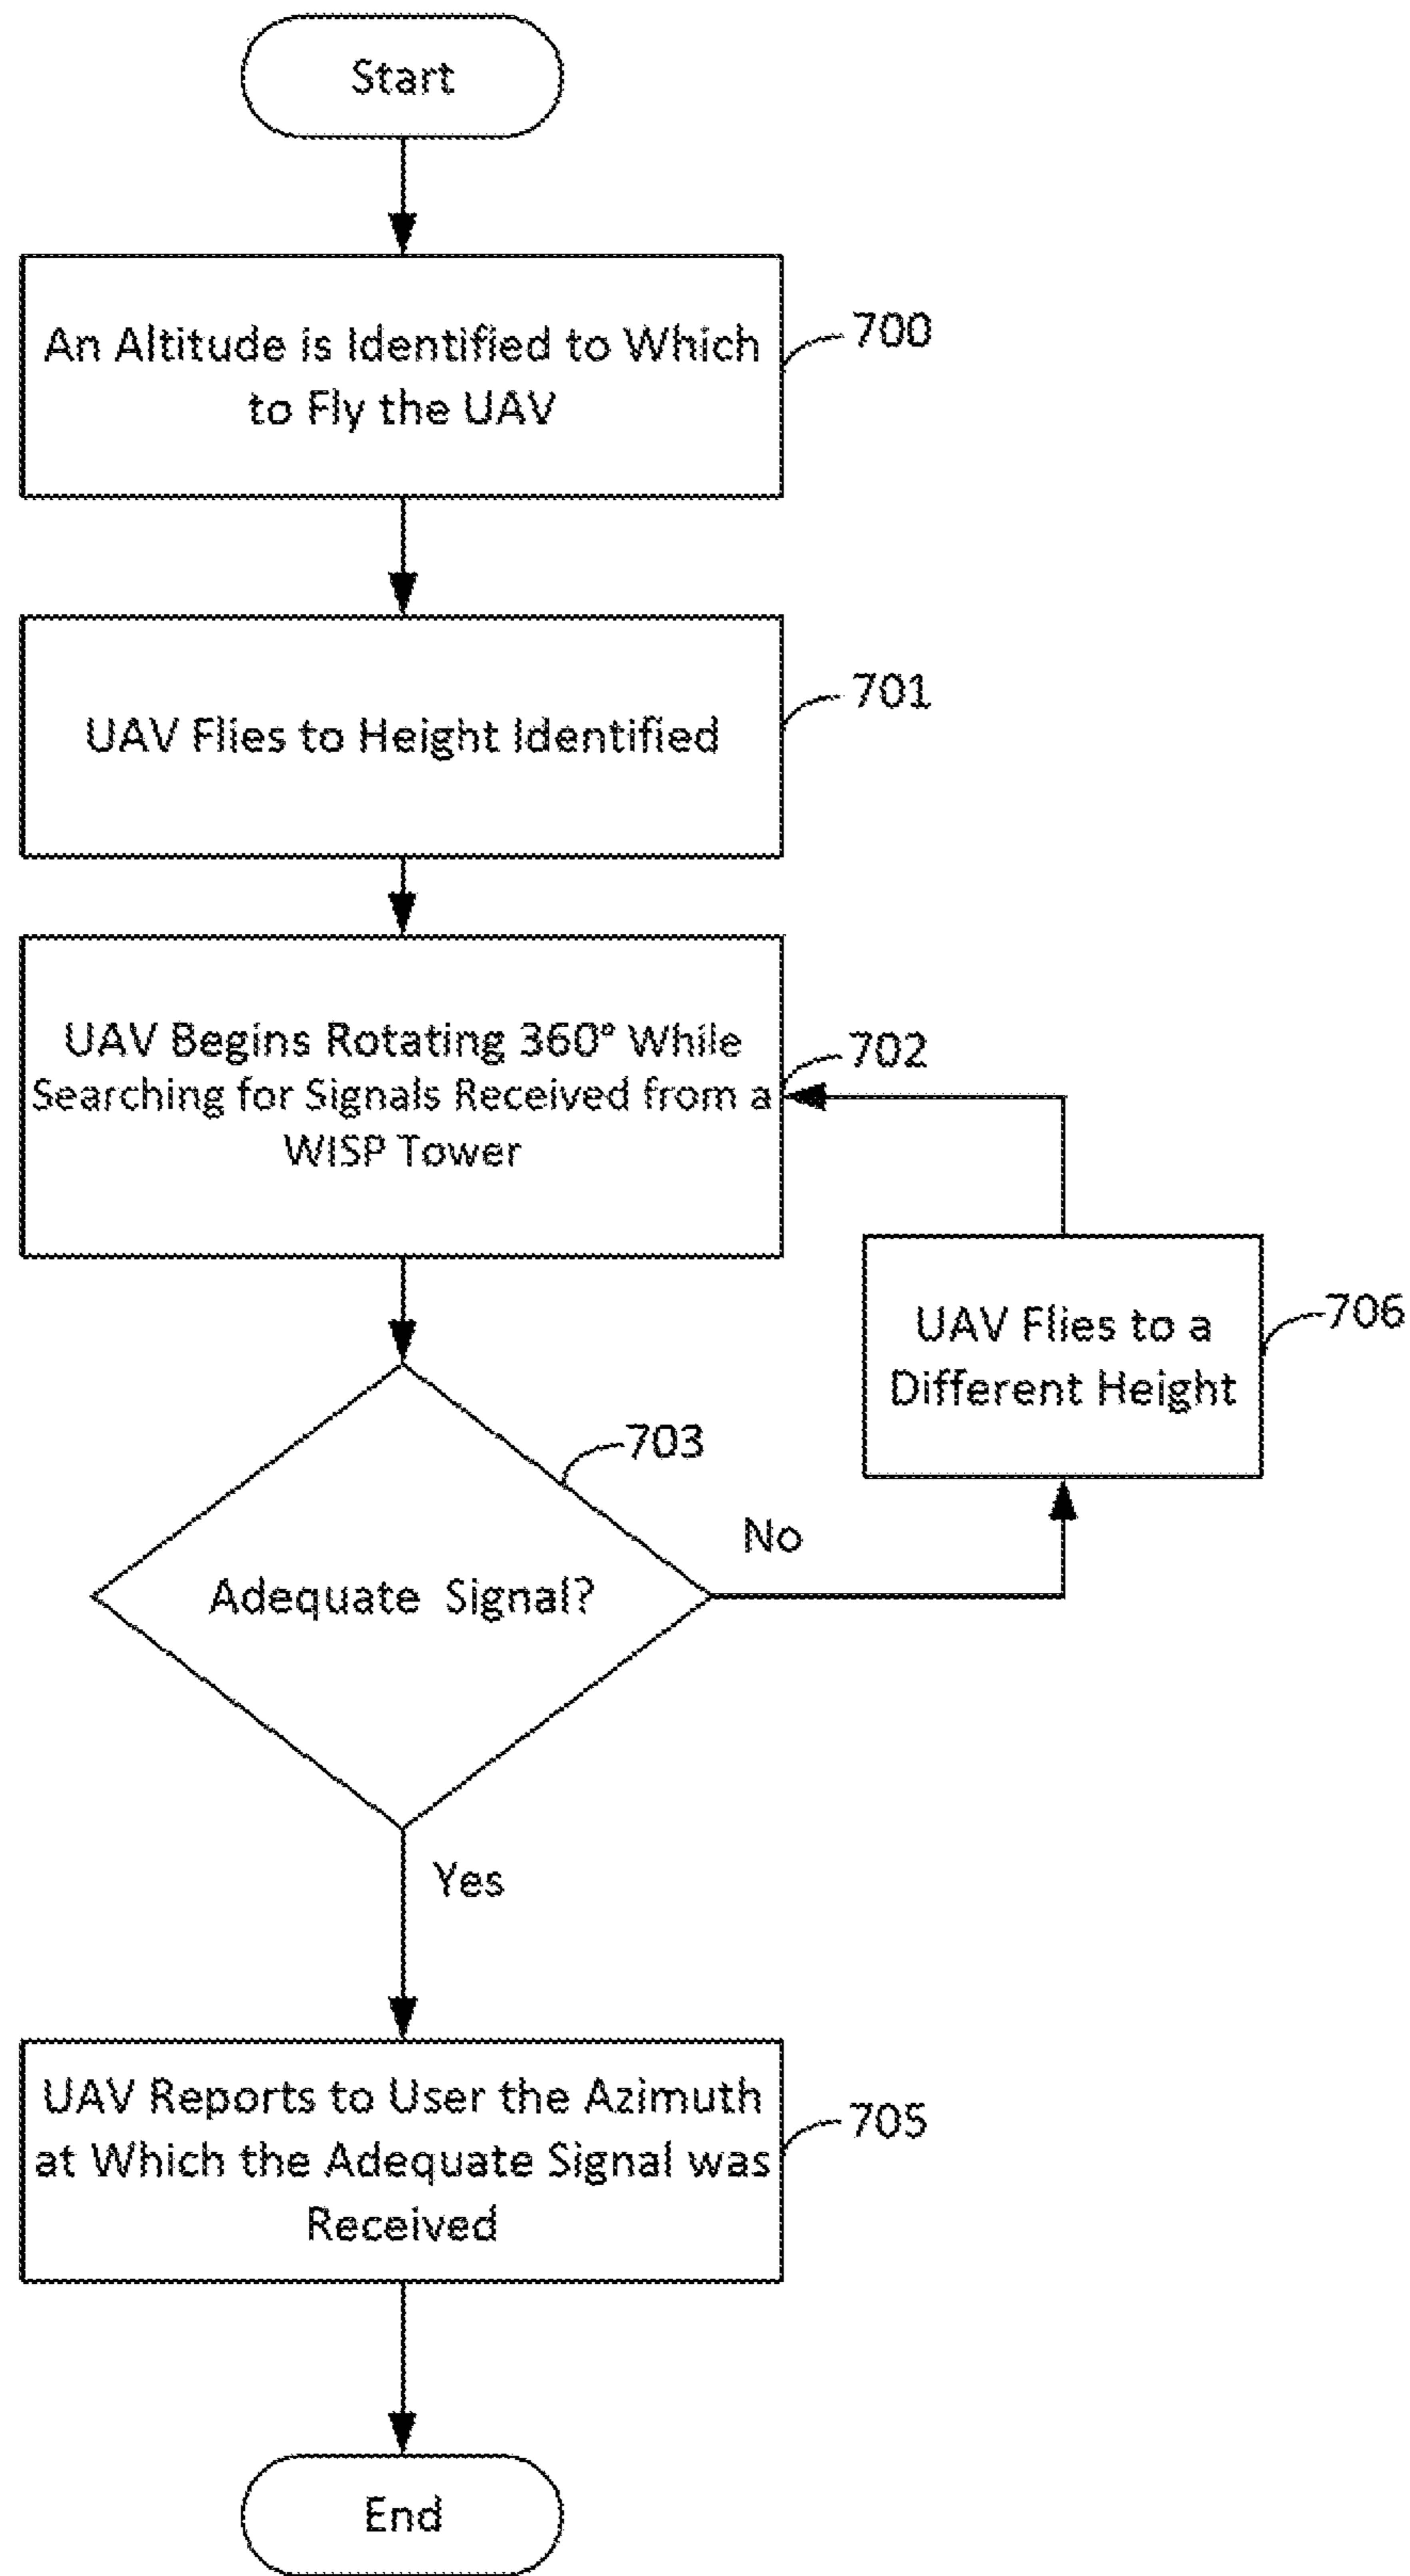 Start
An Altitude is Identified to Which
to Fly the UAV
700
UAV Flies to Height Identified
701
UAV Begins Rotating 360° While
Searching for Signals Received from a
WISP Tower
702
UAV Flies to a
Different Height
706
703
Adequate Signal?
No
Yes
UAV Reports to User the Azimuth
at Which the Adequate Signal was
Received
705
End